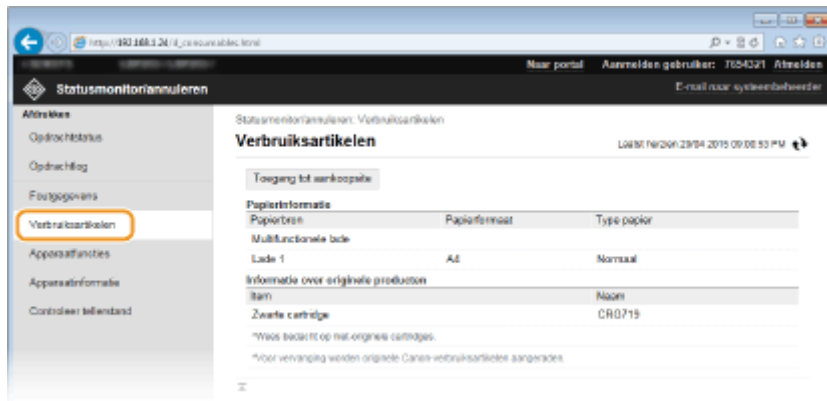 http://192.168.1.24/d_consumables.html
Naar portal Aanmelden gebruiker: 7654321 Afmelden
Statusmonitor/annuleren
E-mail naar systeembeheerder
Afdrukken
Opdrachtstatus
Opdrachtlog
Foutgegevens
Verbruiksartikelen
Apparaatfuncties
Apparaatinformatie
Controleer tellerstand
Statusmonitor/annuleren: Verbruiksartikelen
Verbruiksartikelen
Laatst herzien: 29/04 2015 09:08:53 PM
Toegang tot aankoopsite
Papierinformatie
Papierbron Papierformaat Type papier
Multifunctionele lade
Lade 1 A4 Normaal
Informatie over originele producten
Item Naam
Zwarte cartridge CRG719
*Wees bedacht op niet-originele cartridges.
*Voor vervanging worden originele Canon-verbruiksartikelen aangeraden.